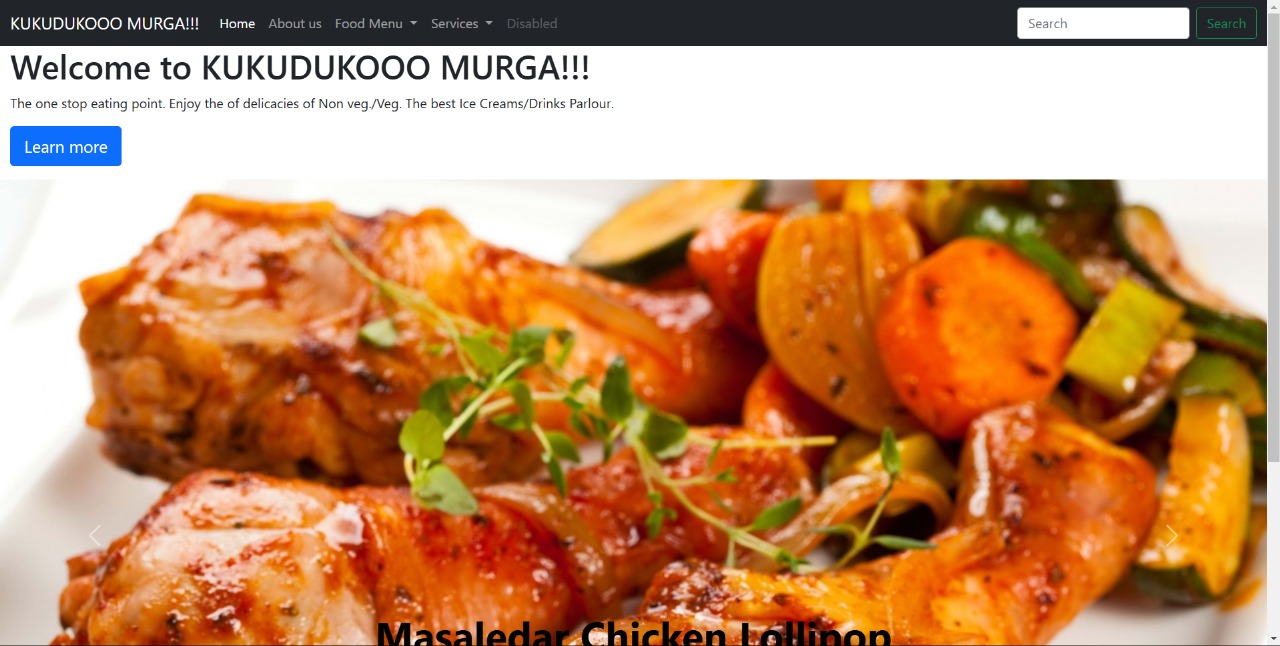 KUKUDUKOOO MURGA!!! Home About us Food Menu Services Disabled Search Search
Welcome to KUKUDUKOOO MURGA!!!
The one stop eating point. Enjoy the of delicacies of Non veg./Veg. The best Ice Creams/Drinks Parlour.
Learn more
Masaledar Chicken Lollipop